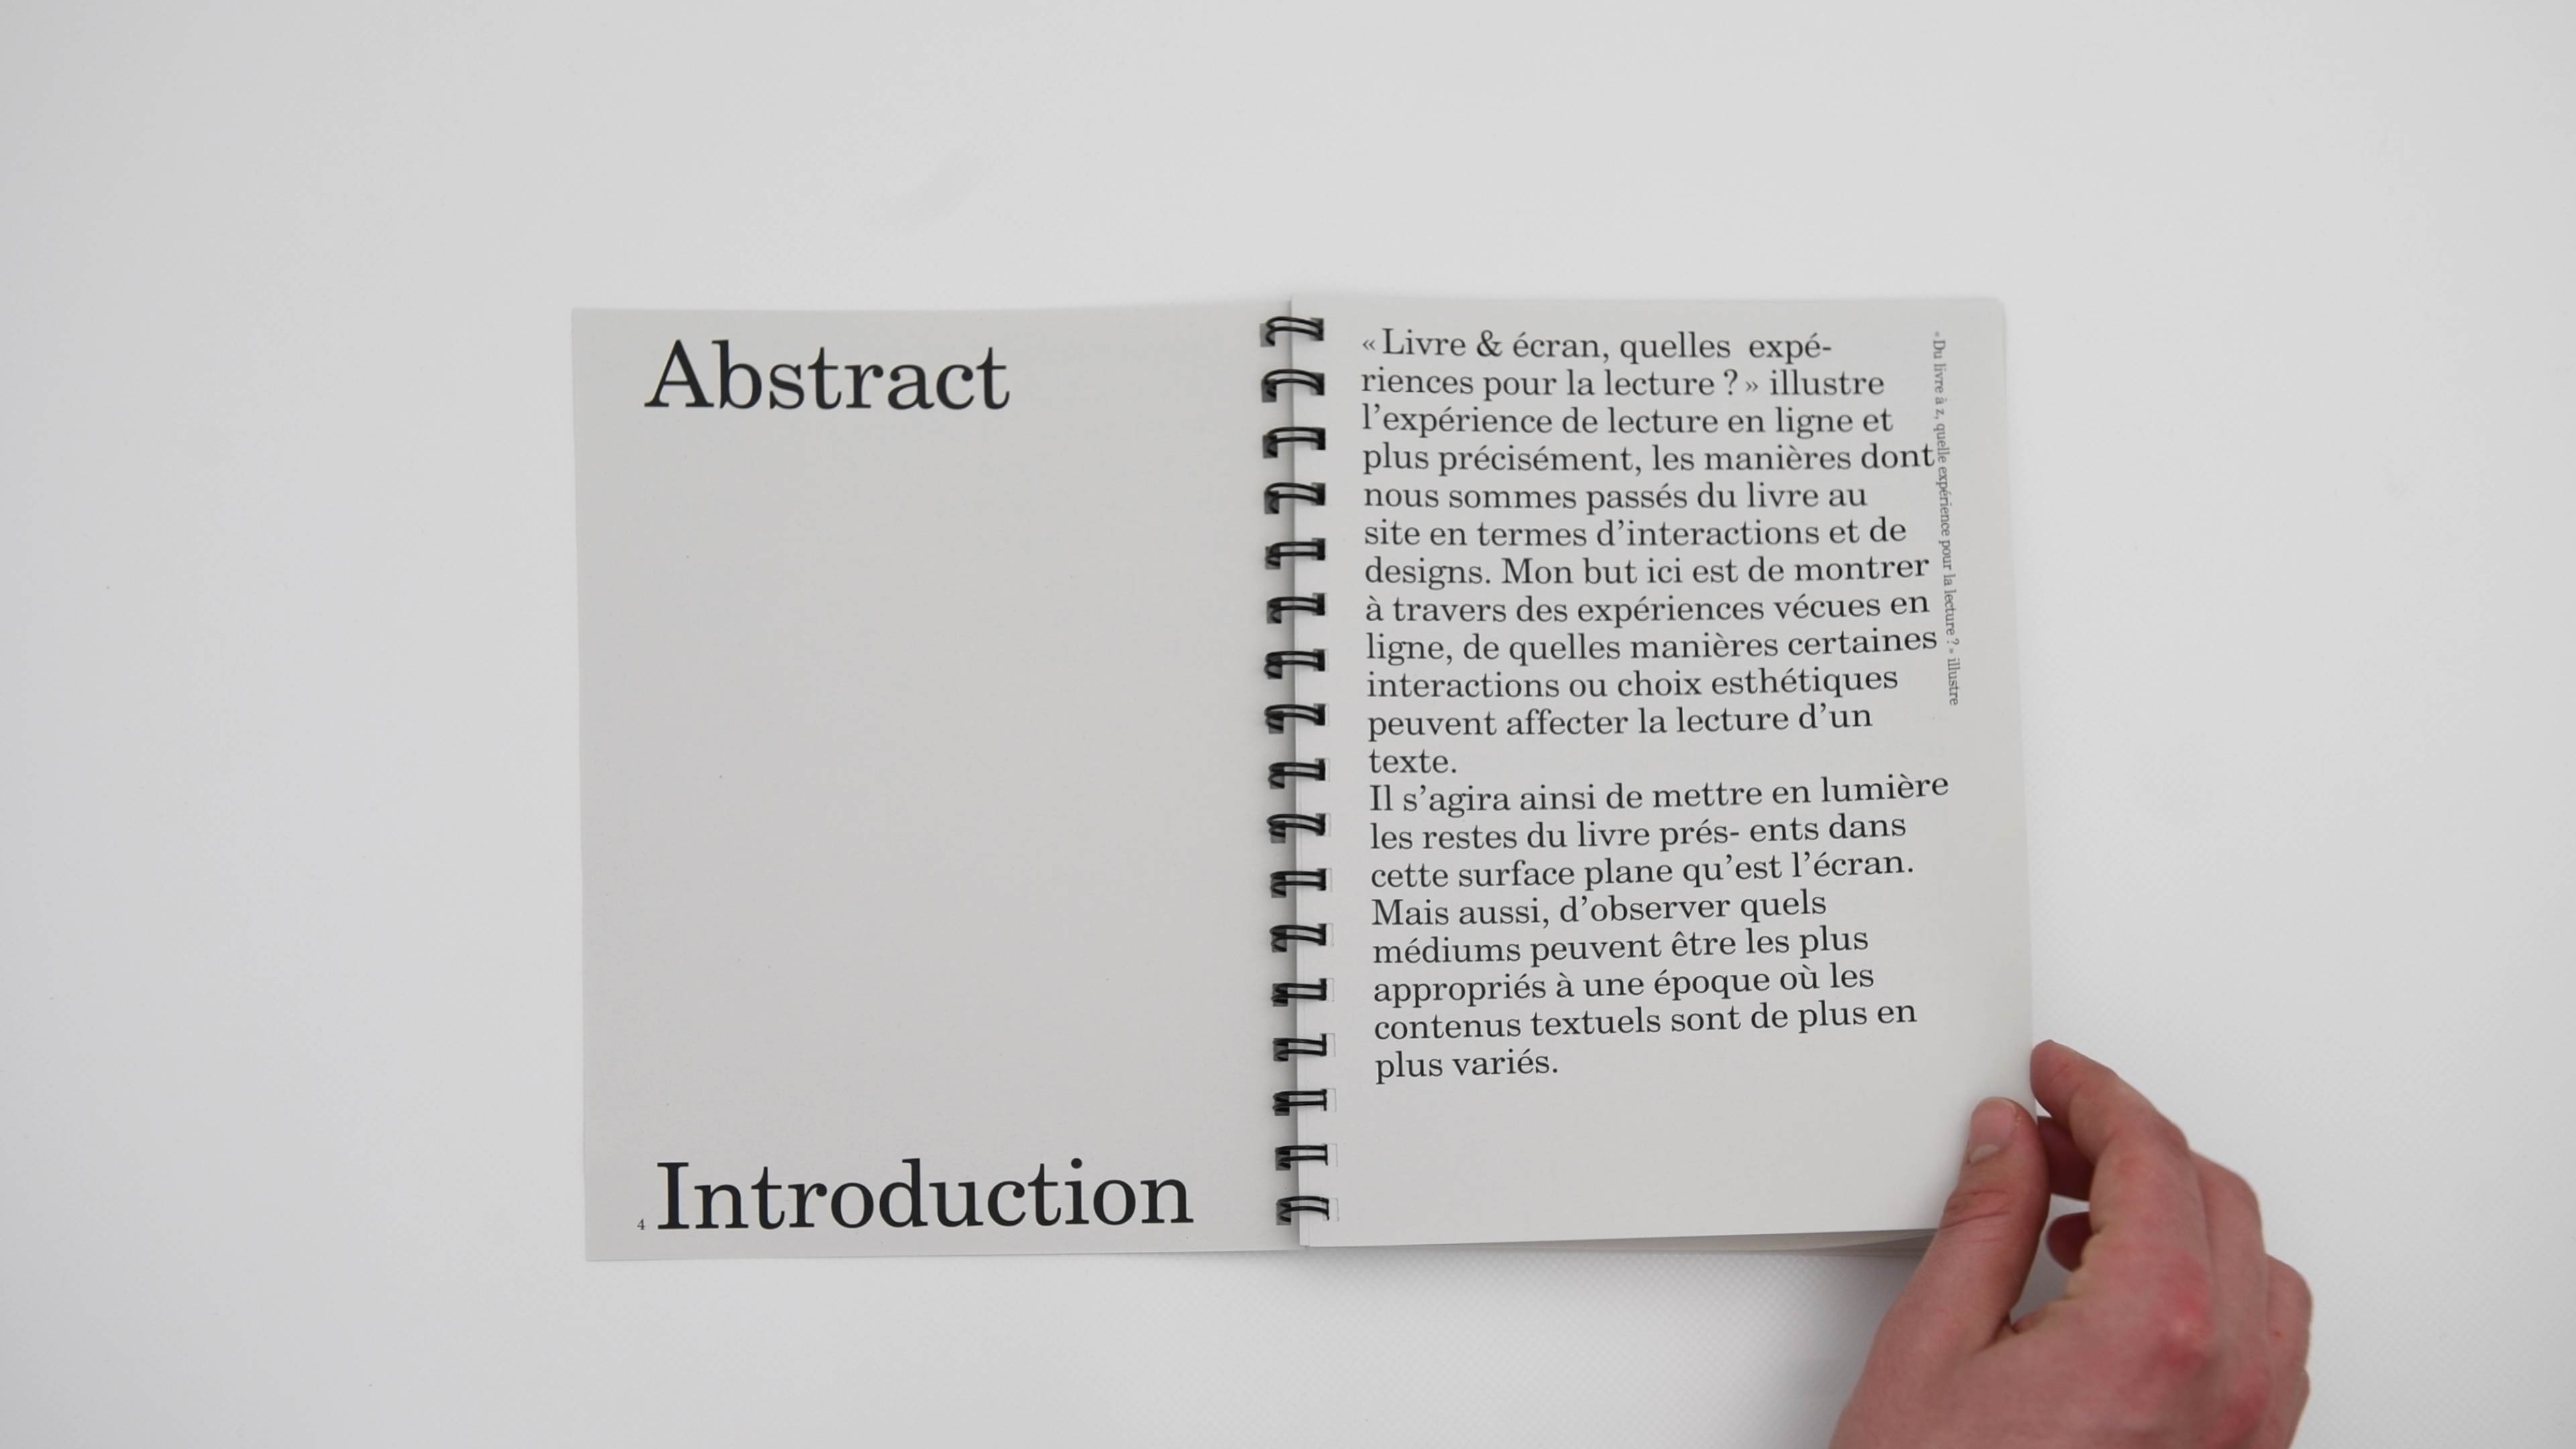 Abstract
4 Introduction
« Livre & écran, quelles expé-
riences pour la lecture ? » illustre
l’expérience de lecture en ligne et
plus précisément, les manières dont
nous sommes passés du livre au
site en termes d’interactions et de
designs. Mon but ici est de montrer
à travers des expériences vécues en
ligne, de quelles manières certaines
interactions ou choix esthétiques
peuvent affecter la lecture d’un
texte.
Il s’agira ainsi de mettre en lumière
les restes du livre prés- ents dans
cette surface plane qu’est l’écran.
Mais aussi, d’observer quels
médiums peuvent être les plus
appropriés à une époque où les
contenus textuels sont de plus en
plus variés.
« Du livre à z, quelle expérience pour la lecture ? » illustre